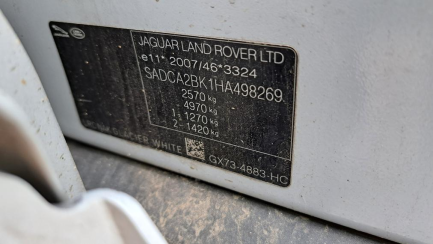 JAGUAR LAND ROVER LTD
e11* 2007/46*3324
SADCA2BK1HA498269
2570 kg
4970 kg
1- 1270 kg
2- 1420 kg
WHITE
GX73-4883-HC